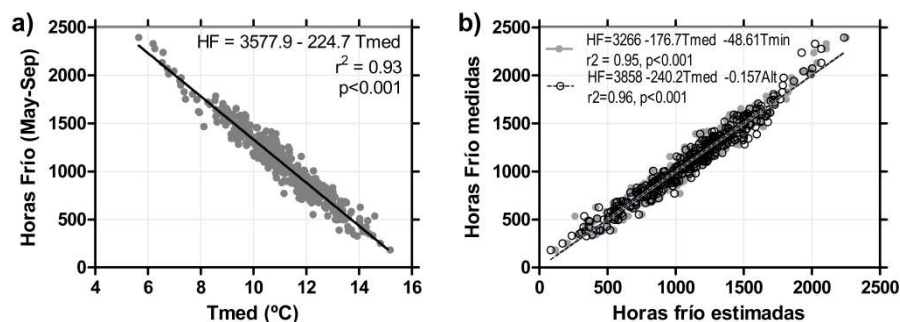 a)
HF = 3577.9 - 224.7 Tmed
r² = 0.93
p<0.001
Horas Frío (May-Sep)
2500
2000
1500
1000
500
0
4 6 8 10 12 14 16
Tmed (ºC)
b)
HF=3266 -176.7Tmed -48.61Tmin
r2 = 0.95, p<0.001
HF=3858 -240.2Tmed -0.157Alt
r2=0.96, p<0.001
Horas Frío medidas
2500
2000
1500
1000
500
0
500 1000 1500 2000 2500
Horas frío estimadas